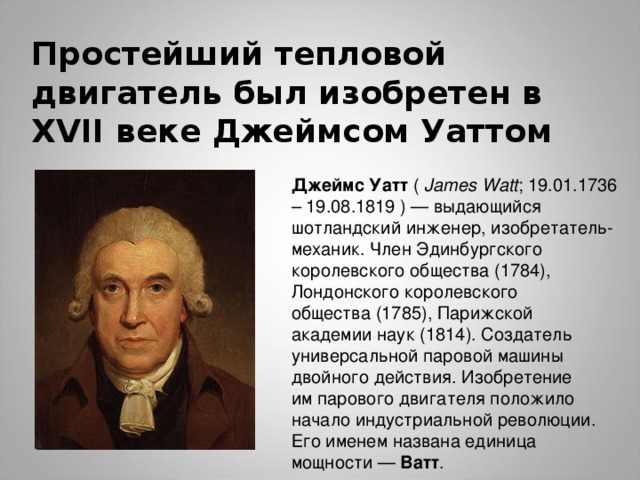 Простейший тепловой
двигатель был изобретен в
XVII веке Джеймсом Уаттом
Джеймс Уатт ( James Watt; 19.01.1736
– 19.08.1819 ) — выдающийся
шотландский инженер, изобретатель-
механик. Член Эдинбургского
королевского общества (1784),
Лондонского королевского
общества (1785), Парижской
академии наук (1814). Создатель
универсальной паровой машины
двойного действия. Изобретение
им парового двигателя положило
начало индустриальной революции.
Его именем названа единица
мощности — Ватт.